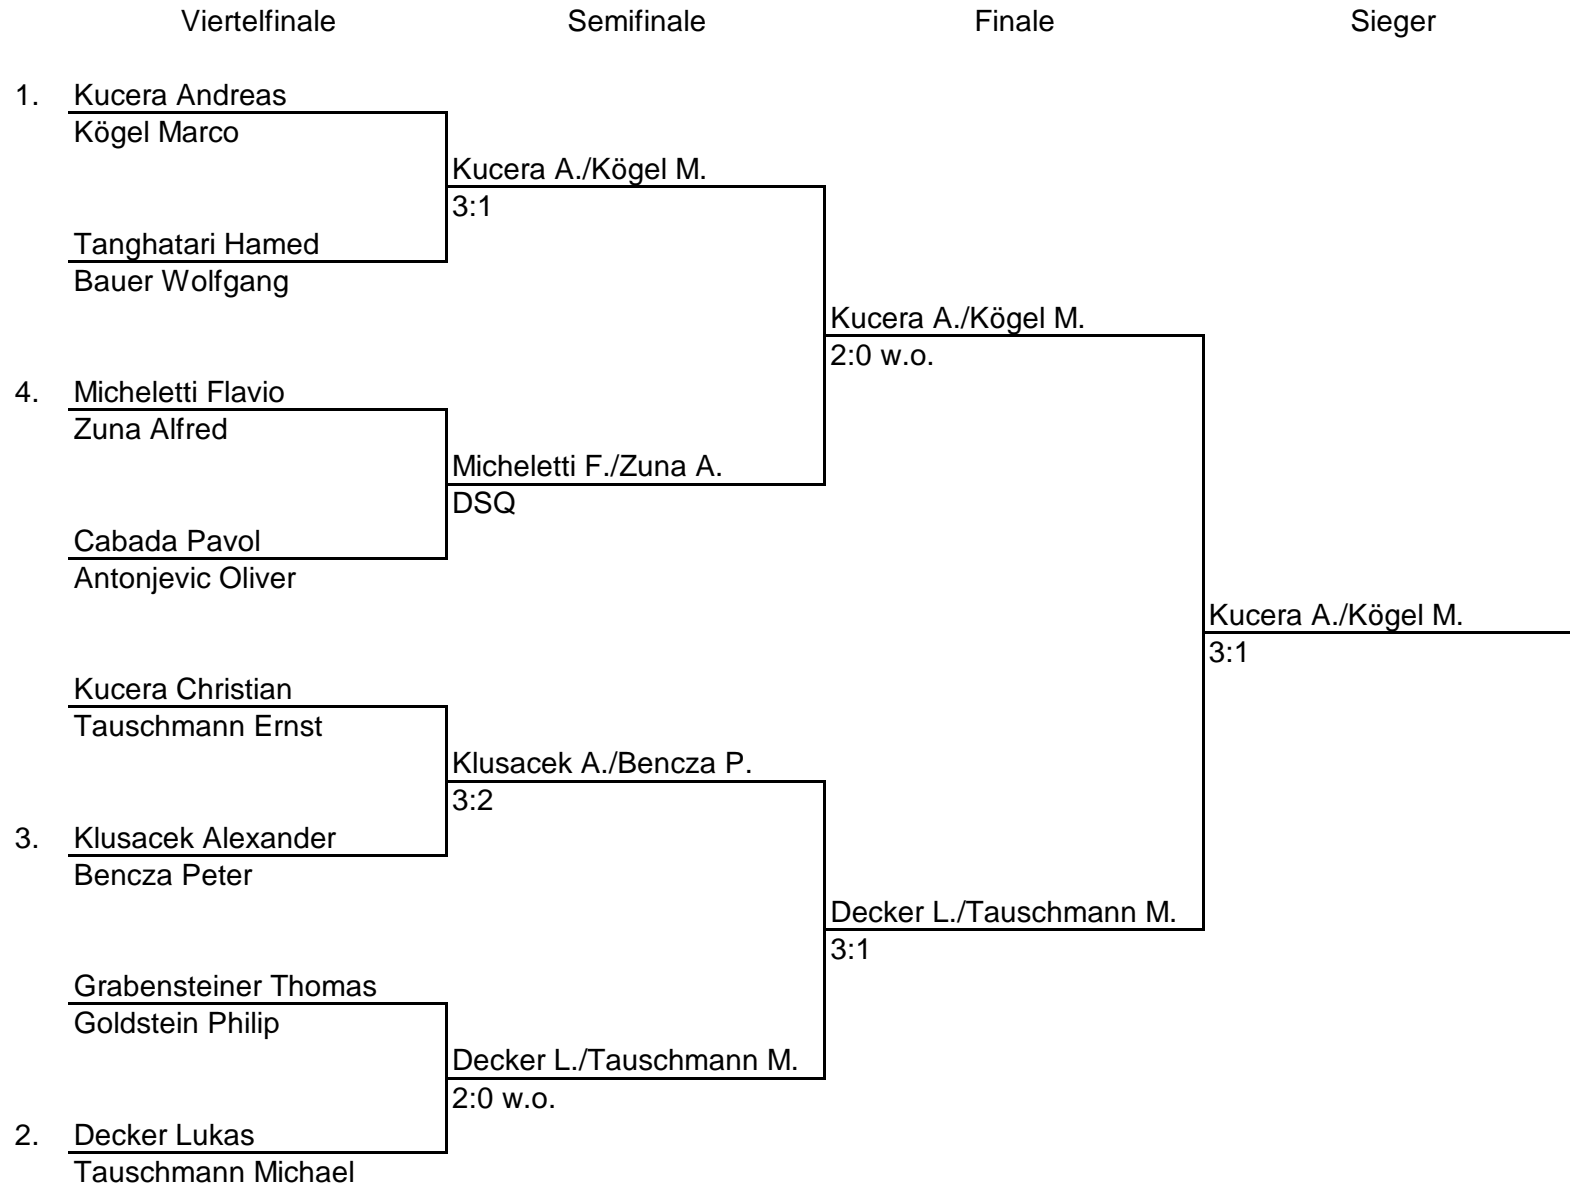 Viertelfinale Semifinale Finale Sieger
1. Kucera Andreas
Kögel Marco
Kucera A./Kögel M.
3:1
Tanghatari Hamed
Bauer Wolfgang
Kucera A./Kögel M.
2:0 w.o.
4. Micheletti Flavio
Zuna Alfred
Micheletti F./Zuna A.
DSQ
Cabada Pavol
Antonjevic Oliver
Kucera A./Kögel M.
3:1
Kucera Christian
Tauschmann Ernst
Klusacek A./Bencza P.
3:2
3. Klusacek Alexander
Bencza Peter
Decker L./Tauschmann M.
3:1
Grabensteiner Thomas
Goldstein Philip
Decker L./Tauschmann M.
2:0 w.o.
2. Decker Lukas
Tauschmann Michael